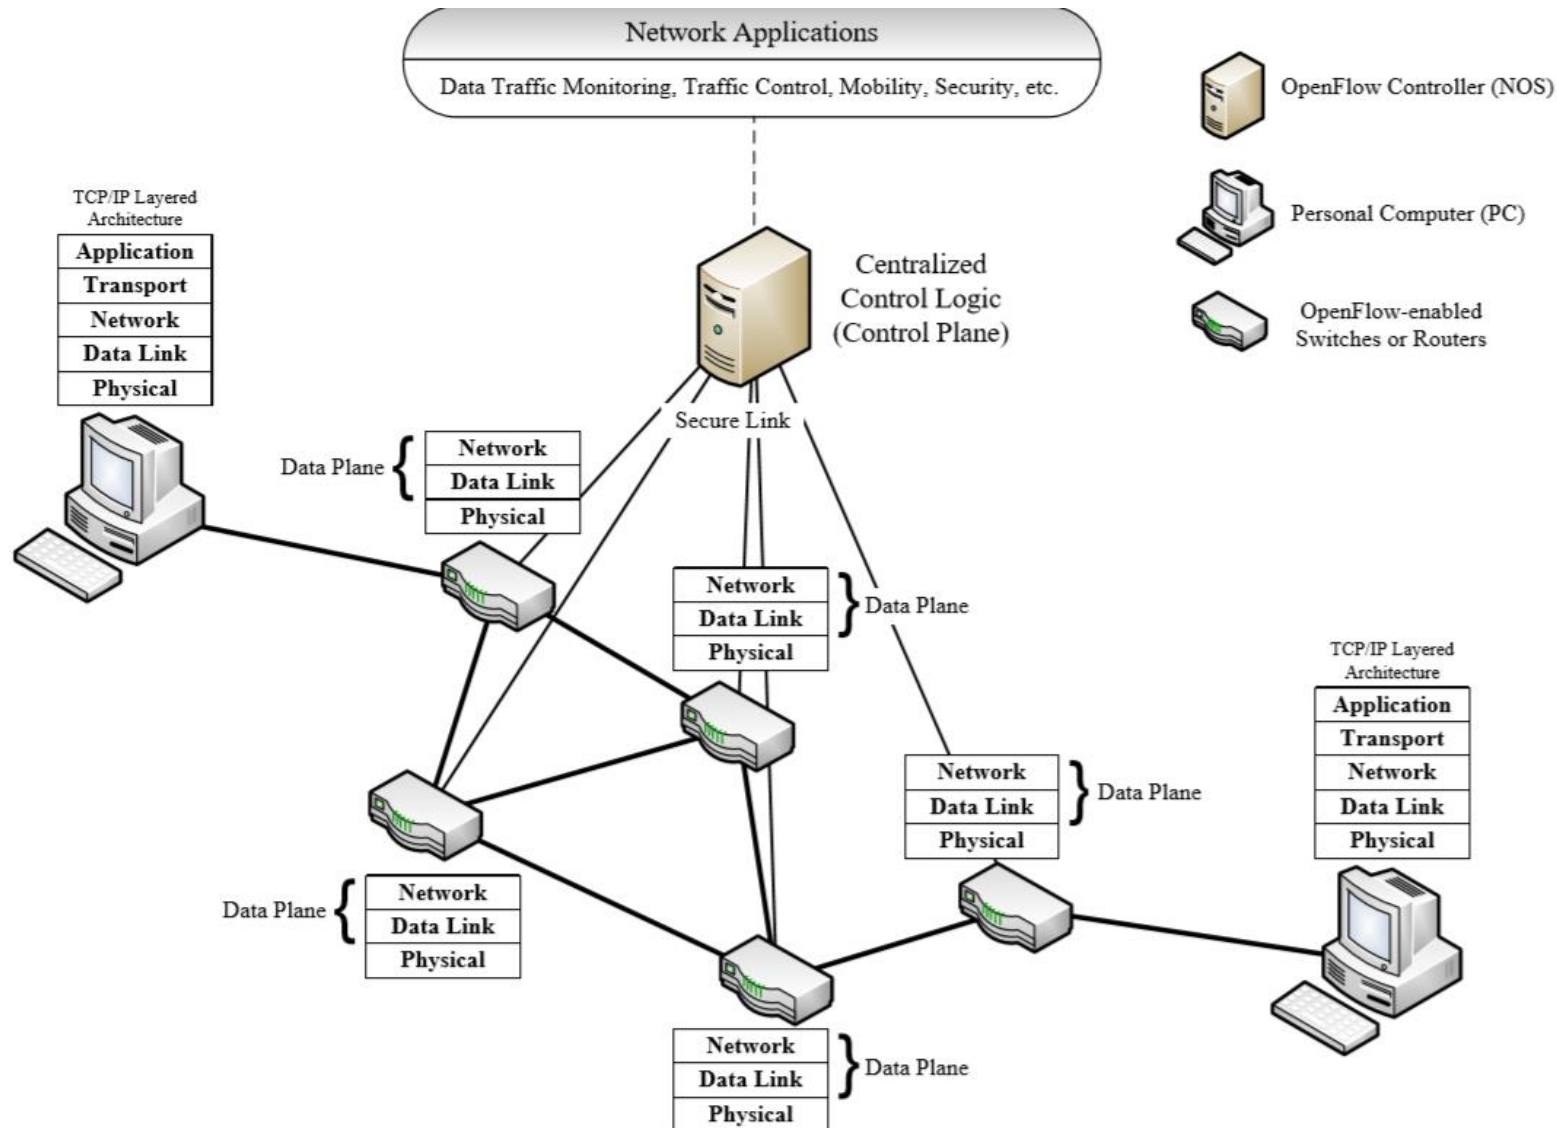 Network Applications
Data Traffic Monitoring, Traffic Control, Mobility, Security, etc.
OpenFlow Controller (NOS)
Personal Computer (PC)
OpenFlow-enabled
Switches or Routers
TCP/IP Layered
Architecture
Application
Transport
Network
Data Link
Physical
Centralized
Control Logic
(Control Plane)
Secure Link
Data Plane
Network
Data Link
Physical
Network
Data Link
Physical
Data Plane
Network
Data Link
Physical
Data Plane
TCP/IP Layered
Architecture
Application
Transport
Network
Data Link
Physical
Data Plane
Network
Data Link
Physical
Network
Data Link
Physical
Data Plane